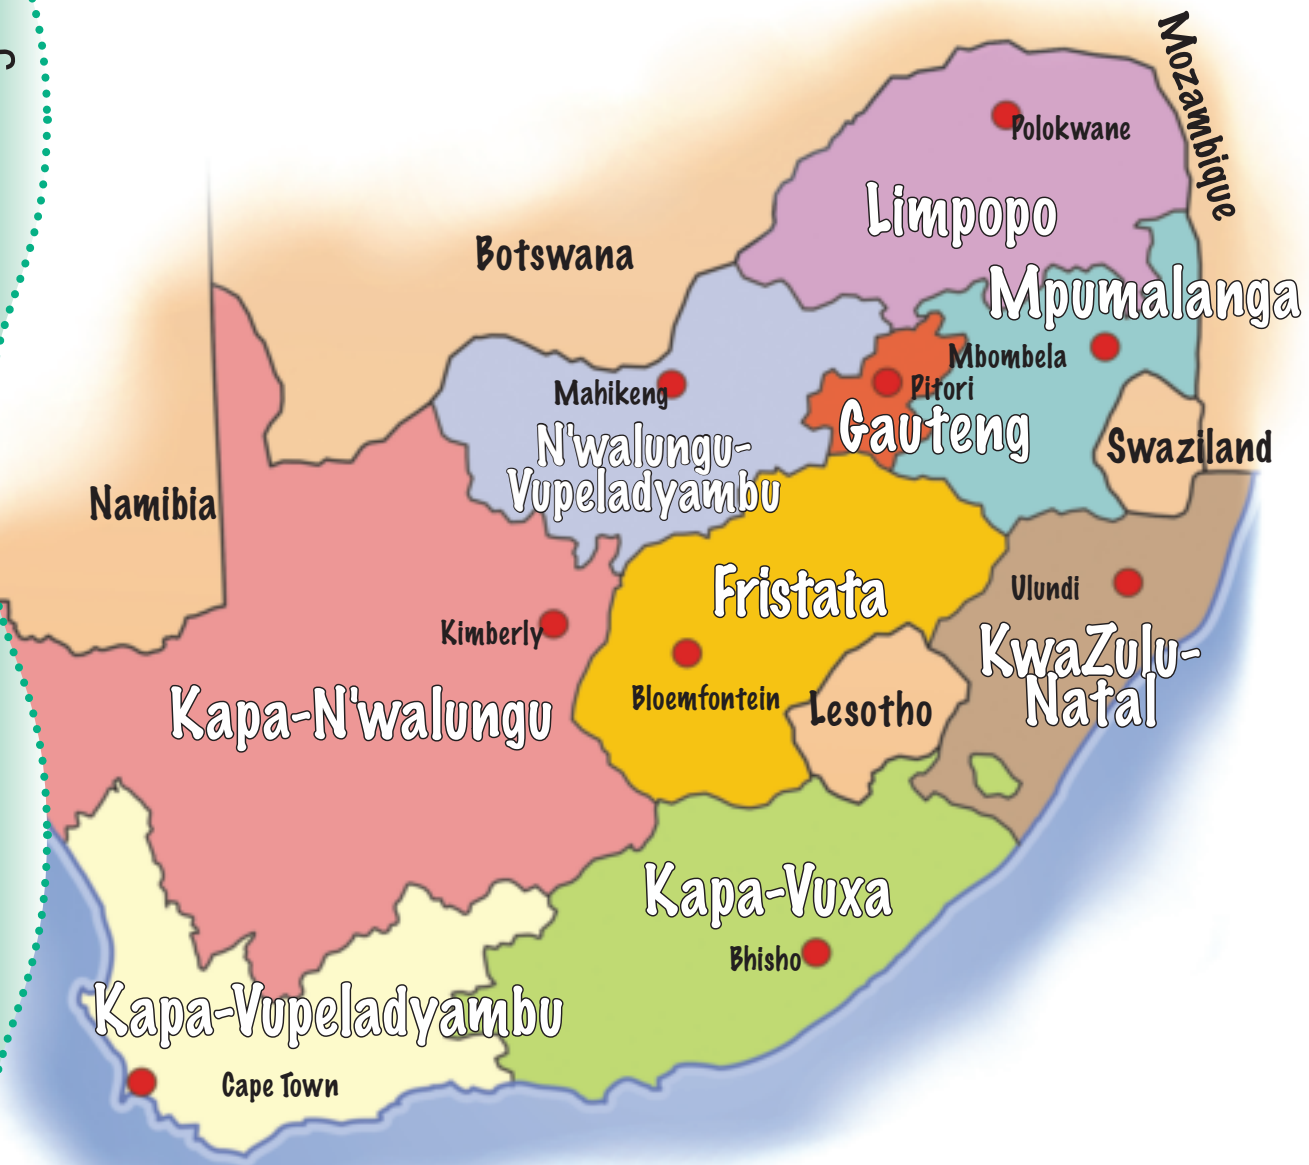 Mozambique
Polokwane
Limpopo
Botswana
Mpumalanga
Mbombela
Mahikeng
Pitori
N'walungu-
Vupeladyambu
Gauteng
Swaziland
Namibia
Fristata
Ulundi
Kimberly
KwaZulu-
Natal
Kapa-N'walungu
Bloemfontein
Lesotho
Kapa-Vuxa
Bhisho
Kapa-Vupeladyambu
Cape Town